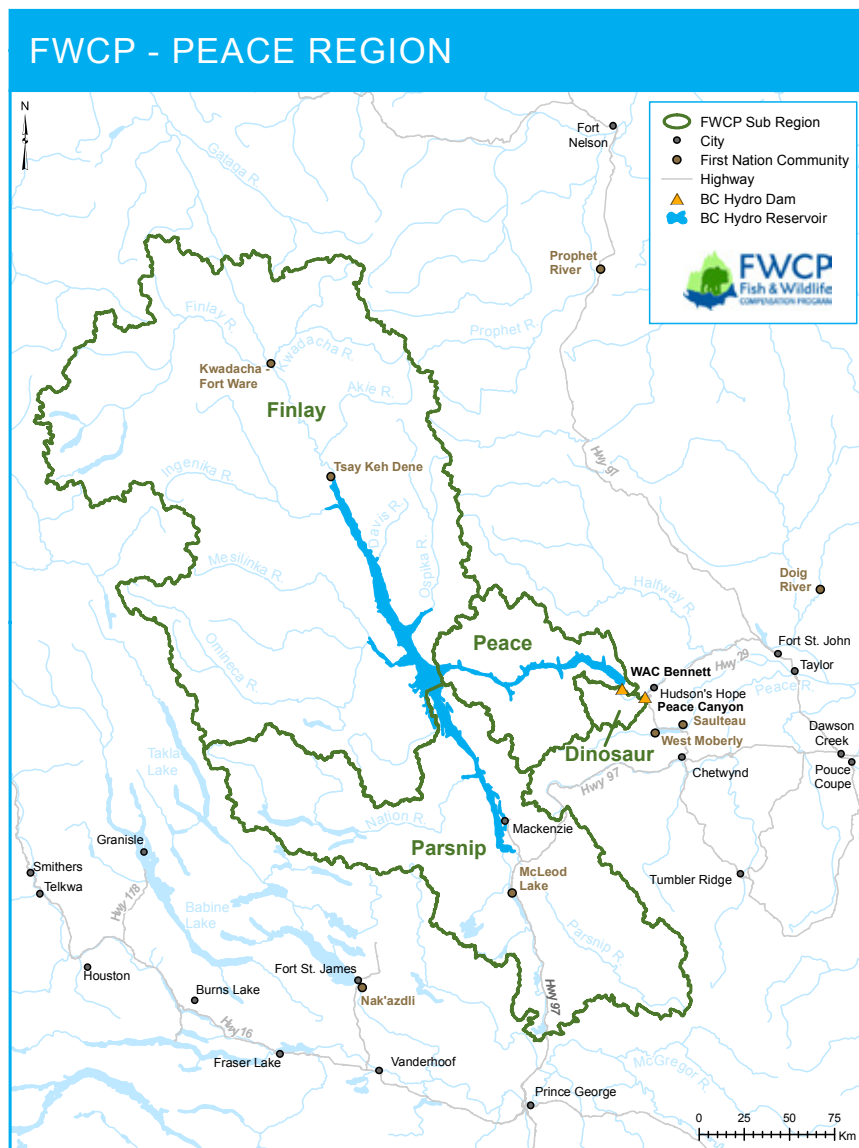 FWCP - PEACE REGION
N
FWCP Sub Region
City
First Nation Community
Highway
BC Hydro Dam
BC Hydro Reservoir
FWCP
Fish & Wildlife
COMPENSATION PROGRAM
Fort
Nelson
Gataga R.
Prophet
River
Finlay R.
Prophet R.
Kwadacha R.
Kwadacha -
Fort Ware
Akie R.
Finlay
Hwy 97
Tsay Keh Dene
Ingenika R.
Davis R.
Ospika R.
Mesilinka R.
Halfway R.
Doig
River
Omineca R.
Peace
Fort St. John
WAC Bennett
Hwy 29
Taylor
Hudson's Hope
Peace R.
Peace Canyon
Saulteau
West Moberly
Dinosaur
Dawson
Creek
Takla
Lake
Chetwynd
Pouce
Coupe
Hwy 97
Nation R.
Mackenzie
Granisle
Parsnip
Smithers
McLeod
Lake
Tumbler Ridge
Telkwa
Hwy 118
Babine
Lake
Parsnip R.
Houston
Fort St. James
Burns Lake
Nak'azdli
Hwy 97
Hwy 16
Fraser Lake
Vanderhoof
McGregor R.
Prince George
0 25 50 75
Km